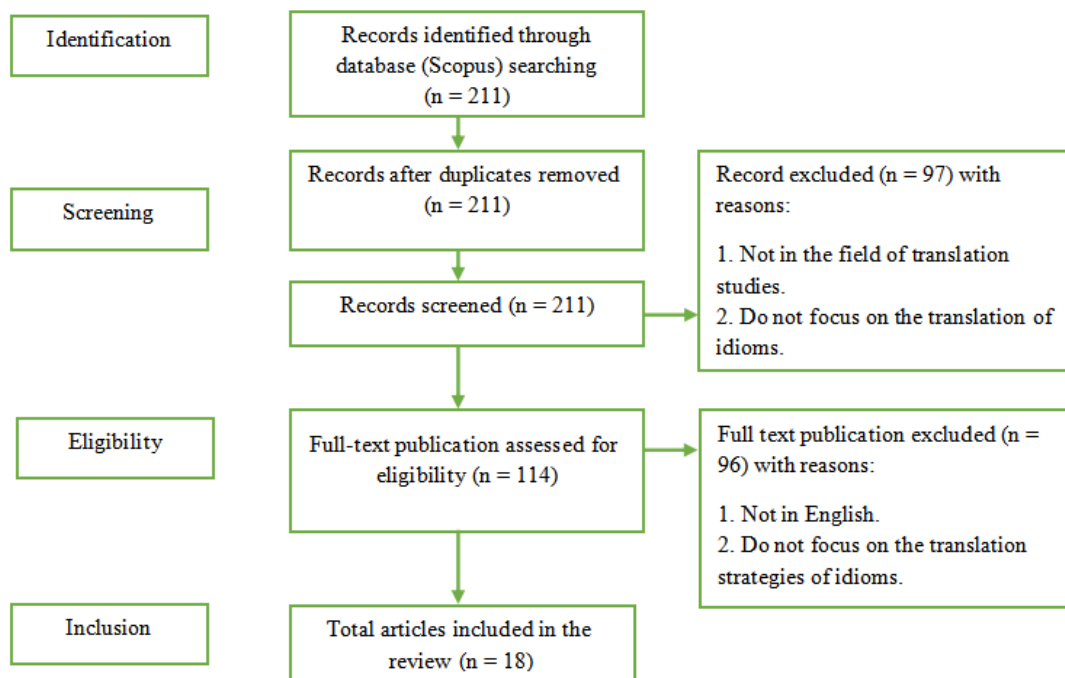 Identification
Records identified through
database (Scopus) searching
(n = 211)
Screening
Records after duplicates removed
(n = 211)
Records screened (n = 211)
Record excluded (n = 97) with
reasons:
1. Not in the field of translation
studies.
2. Do not focus on the translation of
idioms.
Eligibility
Full-text publication assessed for
eligibility (n = 114)
Full text publication excluded (n =
96) with reasons:
1. Not in English.
2. Do not focus on the translation
strategies of idioms.
Inclusion
Total articles included in the
review (n = 18)